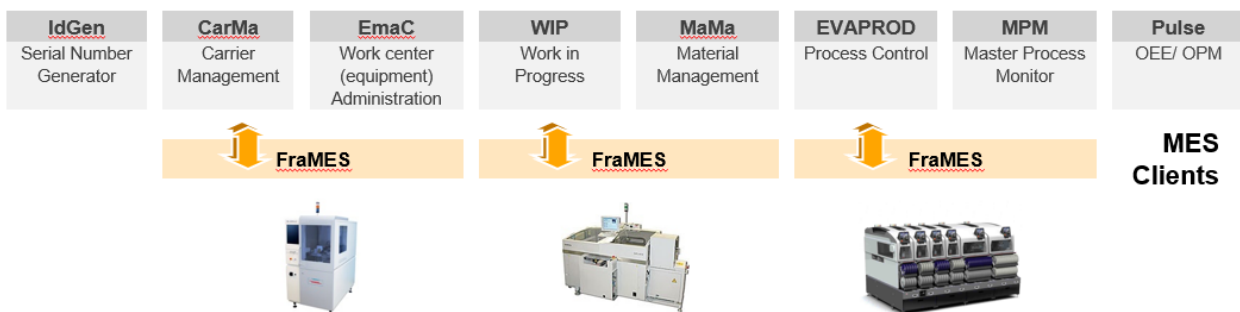 IdGen
Serial Number
Generator
CarMa
Carrier
Management
EmaC
Work center
(equipment)
Administration
WIP
Work in
Progress
MaMa
Material
Management
EVAPROD
Process Control
MPM
Master Process
Monitor
Pulse
OEE/ OPM
FraMES
FraMES
FraMES
MES
Clients